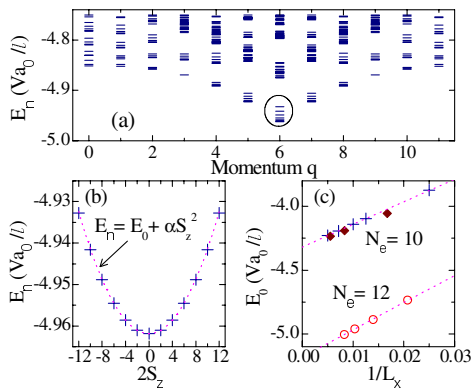 E_n (Va_0/l)
-4.8
-4.9
-5.0
(a)
0 2 4 6 8 10
Momentum q
(b)
E_n (Va_0/l)
-4.93
-4.94
-4.95
-4.96
E_n = E_0 + αS_z^2
-12 -8 -4 0 4 8 12
2S_z
(c)
E_0 (Va_0/l)
-4.0
-4.5
-5.0
N_e = 10
N_e = 12
0.00 0.01 0.02 0.03
1/L_x